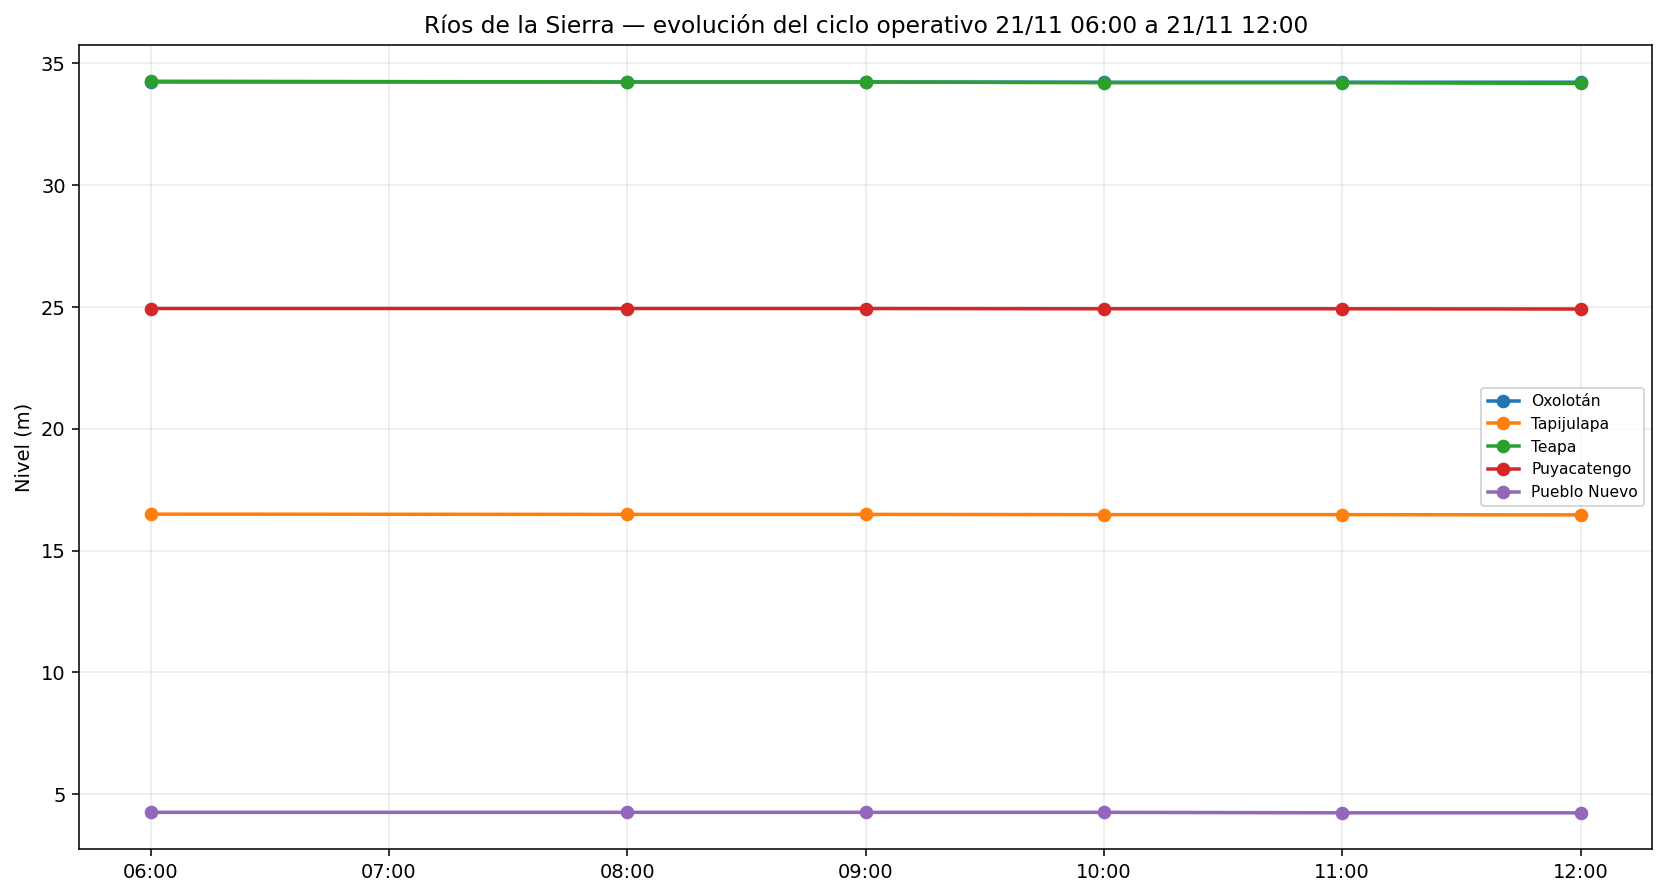 Ríos de la Sierra — evolución del ciclo operativo 21/11 06:00 a 21/11 12:00
Nivel (m)
35
30
25
20
15
10
5
Oxolotán
Tapijulapa
Teapa
Puyacatengo
Pueblo Nuevo
06:00 07:00 08:00 09:00 10:00 11:00 12:00